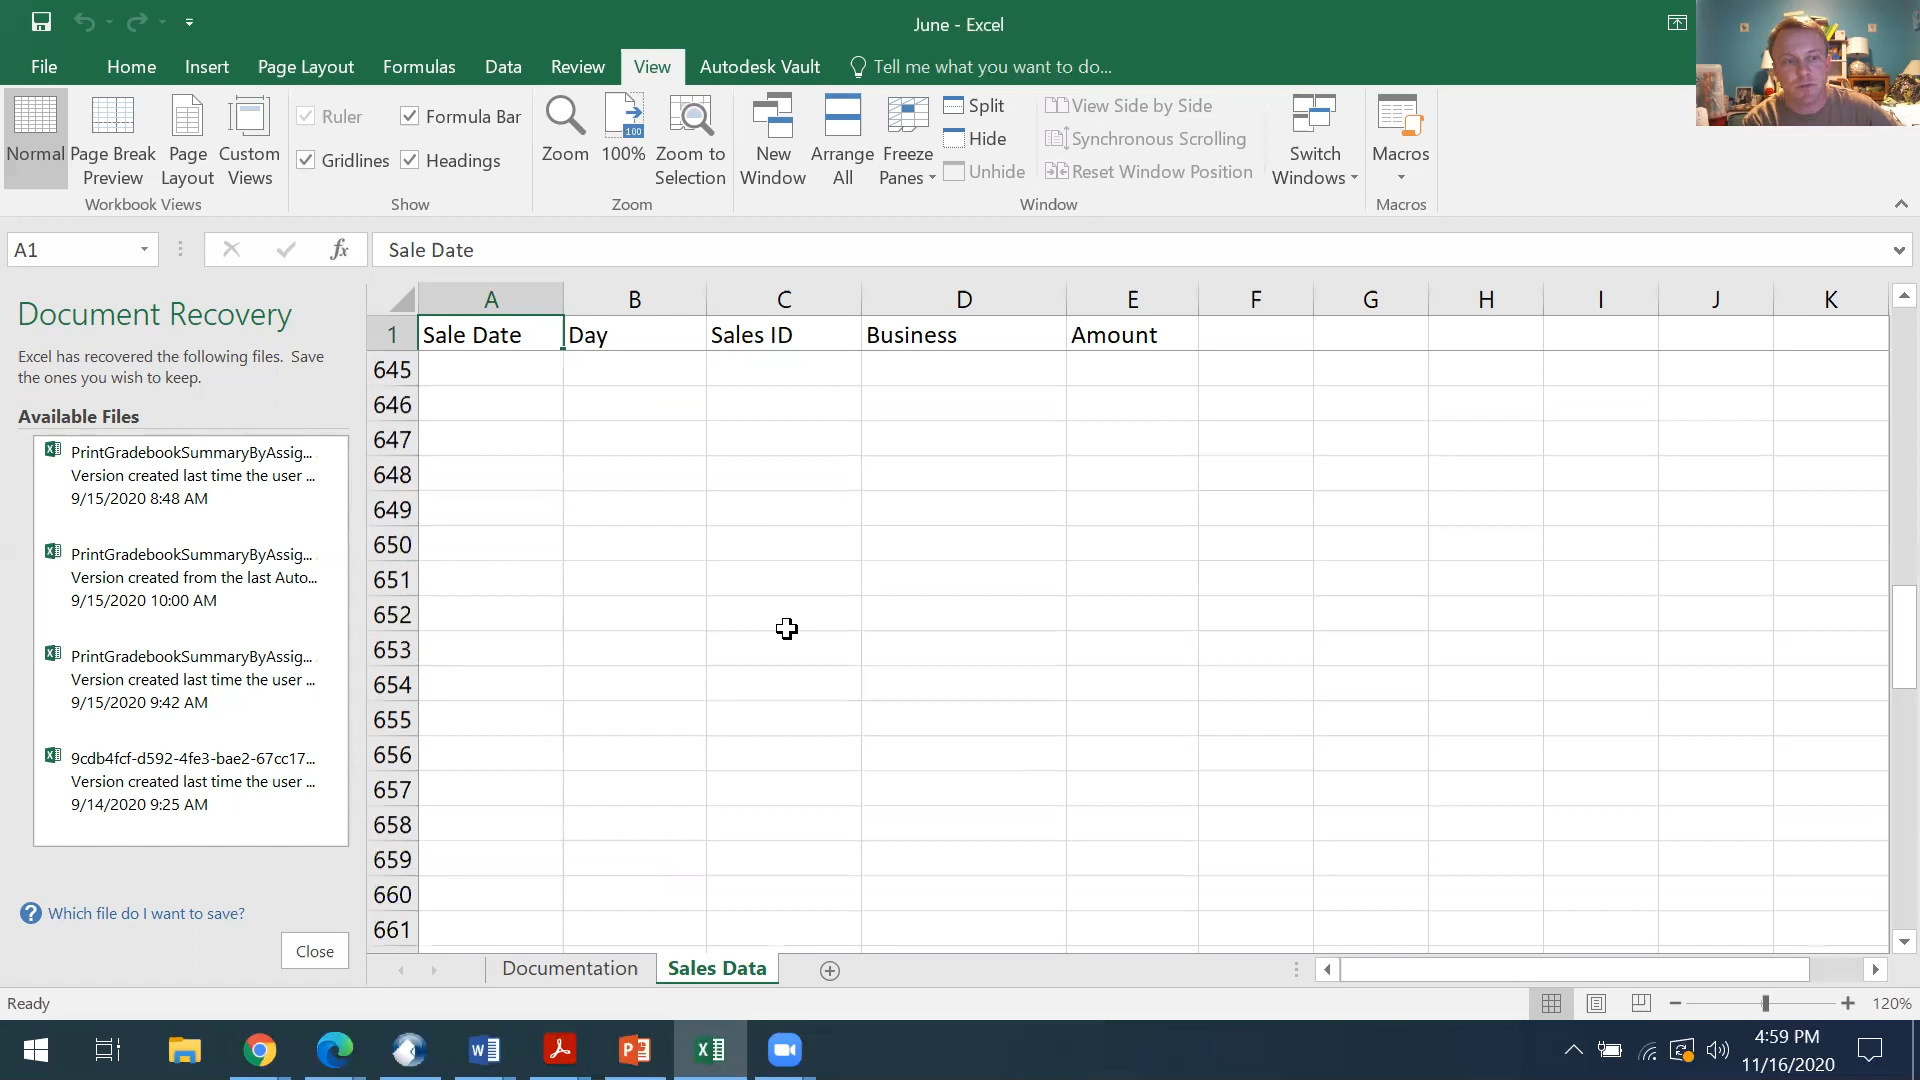 June - Excel
File Home Insert Page Layout Formulas Data Review View Autodesk Vault Tell me what you want to do...
Normal
Page Break Preview
Page Layout
Custom Views
Workbook Views
Ruler
Formula Bar
Gridlines
Headings
Show
Zoom
100
100%
Zoom to Selection
Zoom
New Window
Arrange All
Freeze Panes
Split
Hide
Unhide
View Side by Side
Synchronous Scrolling
Reset Window Position
Switch Windows
Window
Macros
Macros
A1
fx
Sale Date
Document Recovery
Excel has recovered the following files. Save
the ones you wish to keep.
Available Files
PrintGradebookSummaryByAssig...
Version created last time the user ...
9/15/2020 8:48 AM
PrintGradebookSummaryByAssig...
Version created from the last Auto...
9/15/2020 10:00 AM
PrintGradebookSummaryByAssig...
Version created last time the user ...
9/15/2020 9:42 AM
9cdb4fcf-d592-4fe3-bae2-67cc17...
Version created last time the user ...
9/14/2020 9:25 AM
? Which file do I want to save?
Close
A B C D E F G H I J K
1 Sale Date Day Sales ID Business Amount
645
646
647
648
649
650
651
652
653
654
655
656
657
658
659
660
661
Documentation Sales Data
Ready
120%
4:59 PM
11/16/2020